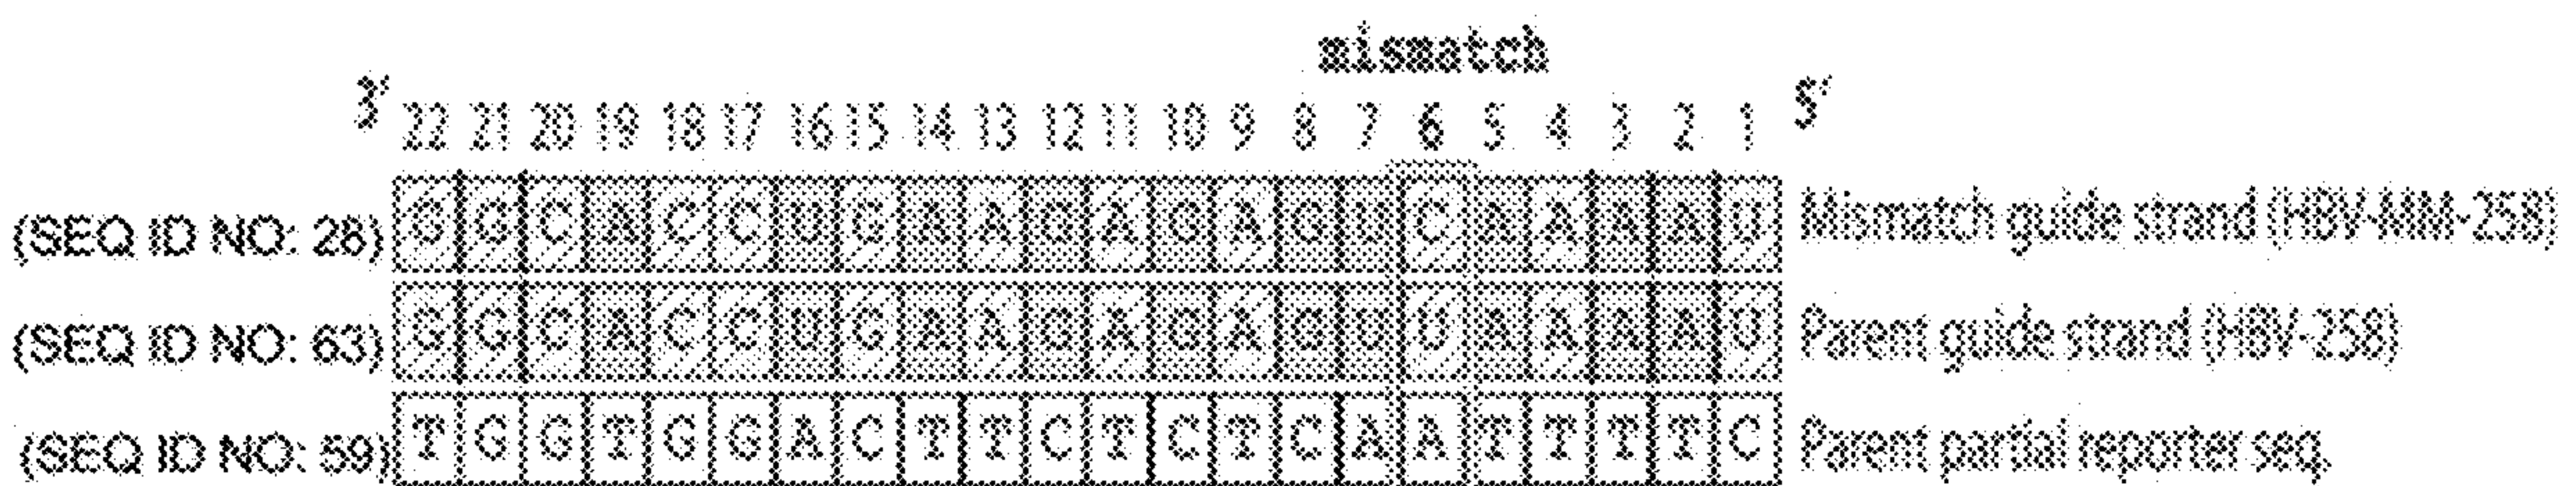 mismatch
3' 22 21 20 19 18 17 16 15 14 13 12 11 10 9 8 7 6 5 4 3 2 1 5'
(SEQ ID NO: 28) G G C A C C U G A A G A G A G U C A A A A U Mismatch guide strand (HBV-MM-258)
(SEQ ID NO: 63) G G C A C C U G A A G A G A G U U A A A A U Parent guide strand (HBV-258)
(SEQ ID NO: 59) T G G T G G A C T T C T C T C A A T T T T C Parent partial reporter seq.